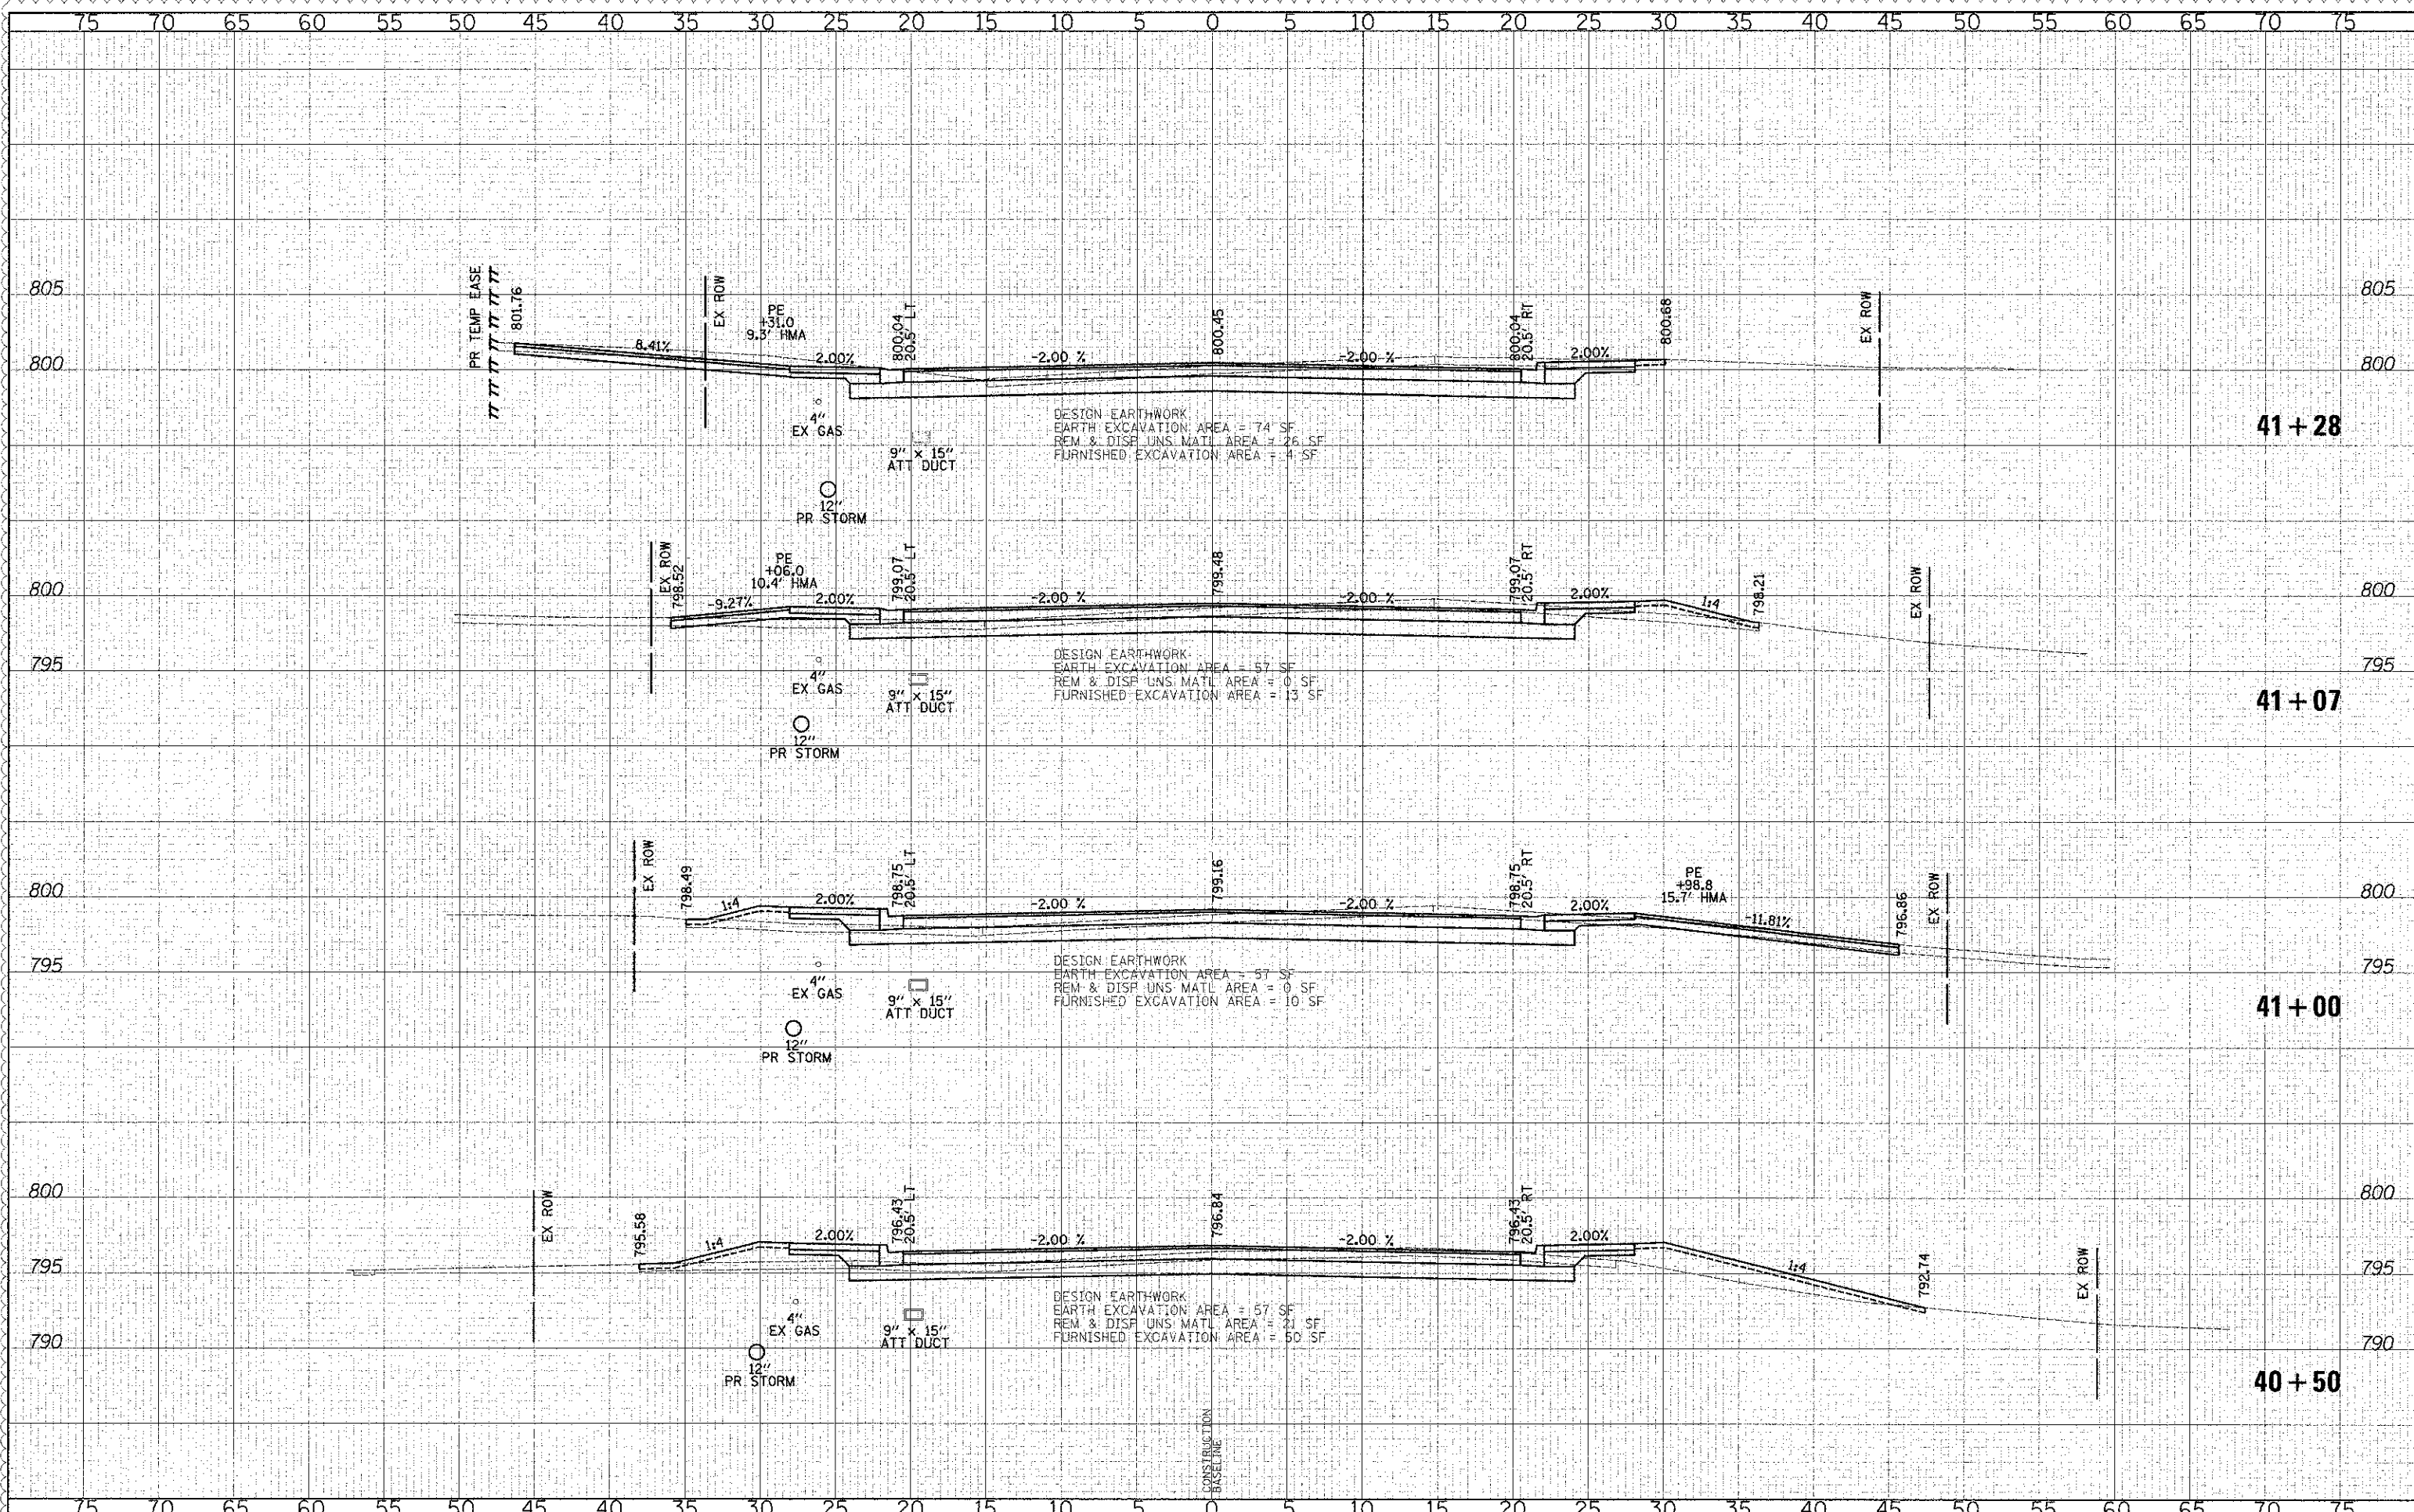 75 70 65 60 55 50 45 40 35 30 25 20 15 10 5 0 5 10 15 20 25 30 35 40 45 50 55 60 65 70 75
805 805
800 800
PR TEMP EASE
801.76
EX ROW
PE
+31.0
9.3' HMA
8.41%
2.00%
800.04
20.5' LT
-2.00 %
800.45
-2.00 %
800.04
20.5' RT
2.00%
800.68
EX ROW
4"
EX GAS
9" x 15"
ATT DUCT
12"
PR STORM
DESIGN EARTHWORK
EARTH EXCAVATION AREA = 74 SF
REM & DISP UNS MATL AREA = 26 SF
FURNISHED EXCAVATION AREA = 4 SF
41+28
800 800
795 795
EX ROW
798.52
PE
+06.0
10.4' HMA
-9.27%
2.00%
799.07
20.5' LT
-2.00 %
799.48
-2.00 %
799.07
20.5' RT
2.00%
1:4
798.21
EX ROW
4"
EX GAS
9" x 15"
ATT DUCT
12"
PR STORM
DESIGN EARTHWORK
EARTH EXCAVATION AREA = 57 SF
REM & DISP UNS MATL AREA = 0 SF
FURNISHED EXCAVATION AREA = 13 SF
41+07
800 800
795 795
EX ROW
798.49
1:4
2.00%
798.75
20.5' LT
-2.00 %
799.16
-2.00 %
798.75
20.5' RT
2.00%
PE
+98.8
15.7' HMA
-11.81%
796.86
EX ROW
4"
EX GAS
9" x 15"
ATT DUCT
12"
PR STORM
DESIGN EARTHWORK
EARTH EXCAVATION AREA = 57 SF
REM & DISP UNS MATL AREA = 0 SF
FURNISHED EXCAVATION AREA = 10 SF
41+00
800 800
795 795
790 790
EX ROW
795.58
1:4
2.00%
796.43
20.5' LT
-2.00 %
796.84
-2.00 %
796.43
20.5' RT
2.00%
1:4
792.74
EX ROW
4"
EX GAS
9" x 15"
ATT DUCT
12"
PR STORM
DESIGN EARTHWORK
EARTH EXCAVATION AREA = 57 SF
REM & DISP UNS MATL AREA = 21 SF
FURNISHED EXCAVATION AREA = 50 SF
40+50
CONSTRUCTION
BASELINE
75 70 65 60 55 50 45 40 35 30 25 20 15 10 5 0 5 10 15 20 25 30 35 40 45 50 55 60 65 70 75